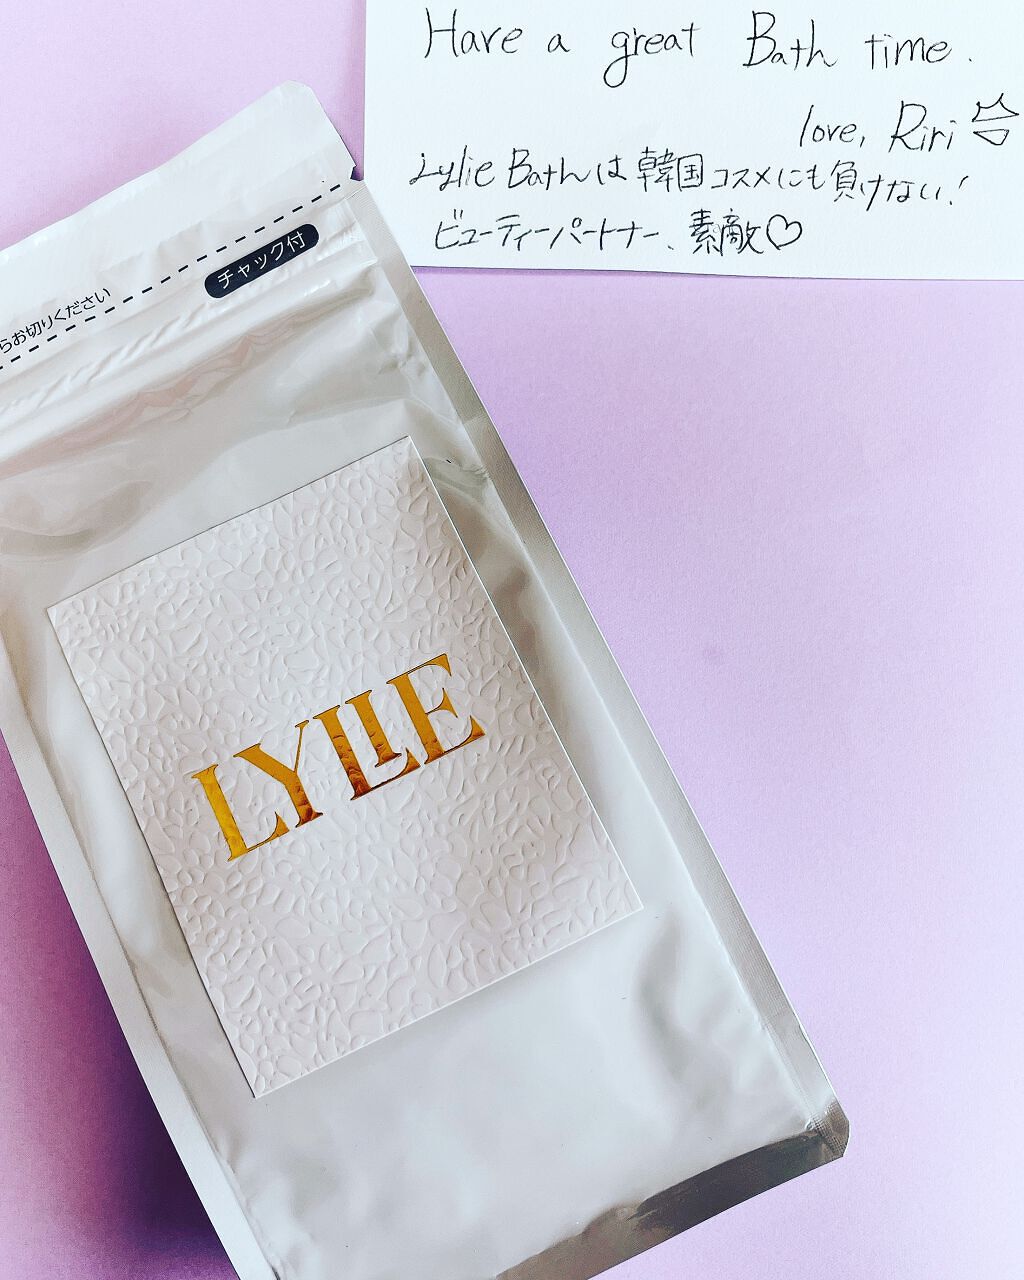 Have a great Bath time.
love, Riri
Lylie Bathは韓国コスメにも負けない!
ビューティーパートナー、素敵♡
チャック付
らお切りください
LYLIE